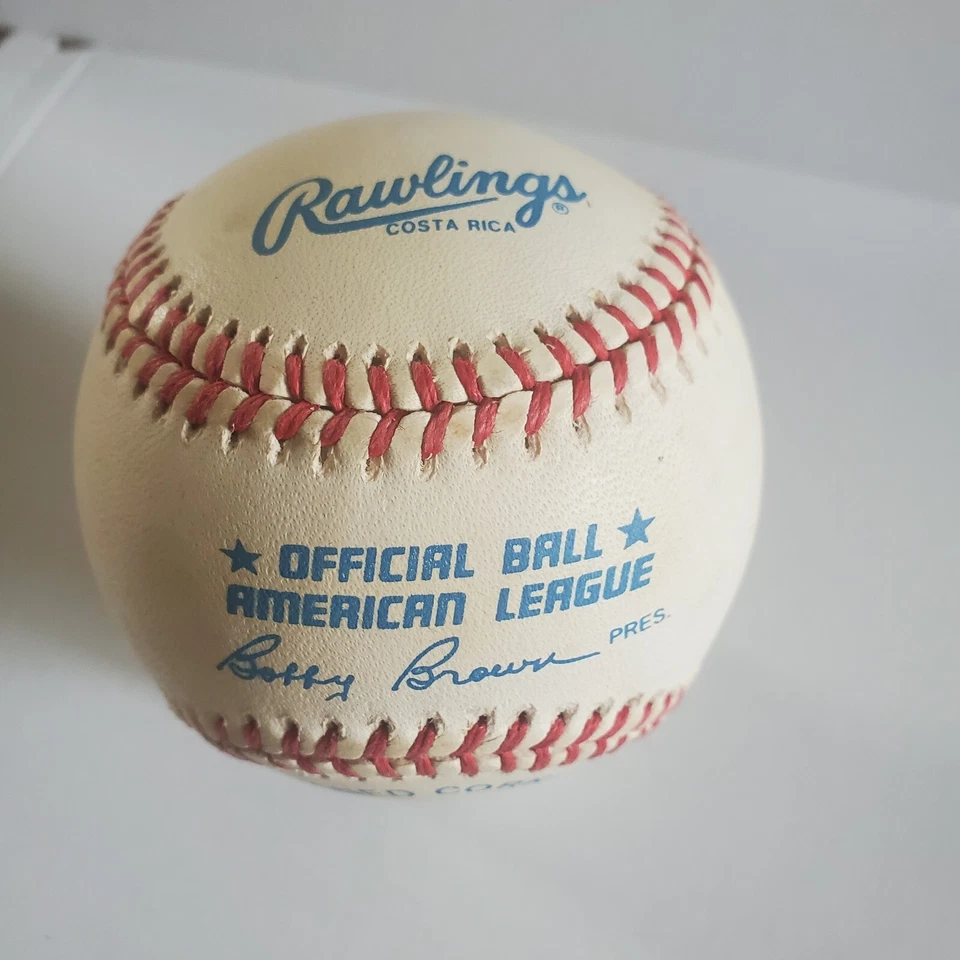 Rawlings®
COSTA RICA
★ OFFICIAL BALL ★
AMERICAN LEAGUE
Bobby Brown PRES.